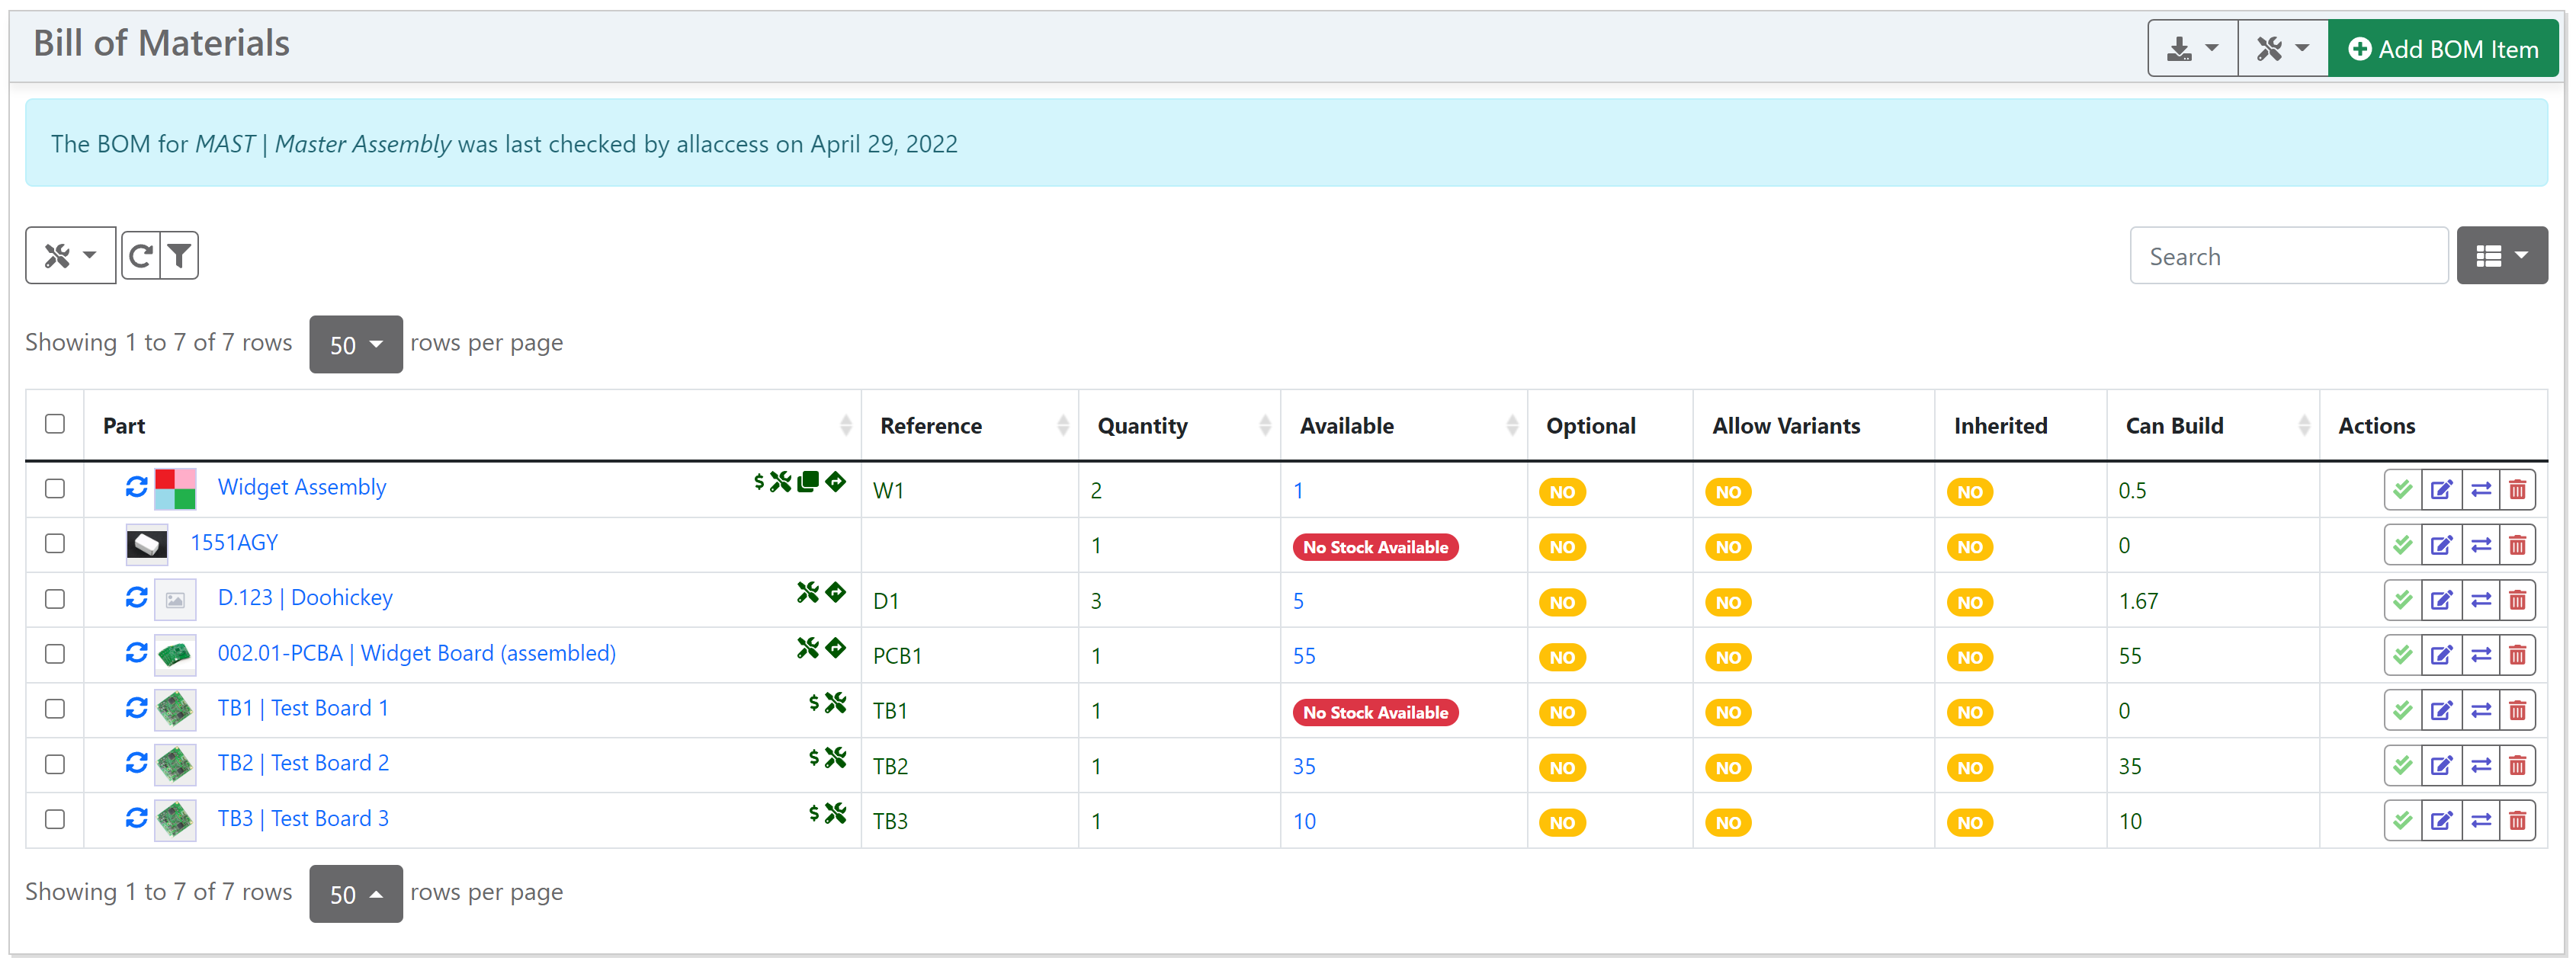 Bill of Materials
Add BOM Item
The BOM for MAST | Master Assembly was last checked by allaccess on April 29, 2022
Search
Showing 1 to 7 of 7 rows 50 rows per page
Part Reference Quantity Available Optional Allow Variants Inherited Can Build Actions
Widget Assembly $ W1 2 1 NO NO NO 0.5
1551AGY 1 No Stock Available NO NO NO 0
D.123 | Doohickey D1 3 5 NO NO NO 1.67
002.01-PCBA | Widget Board (assembled) PCB1 1 55 NO NO NO 55
TB1 | Test Board 1 $ TB1 1 No Stock Available NO NO NO 0
TB2 | Test Board 2 $ TB2 1 35 NO NO NO 35
TB3 | Test Board 3 $ TB3 1 10 NO NO NO 10
Showing 1 to 7 of 7 rows 50 rows per page